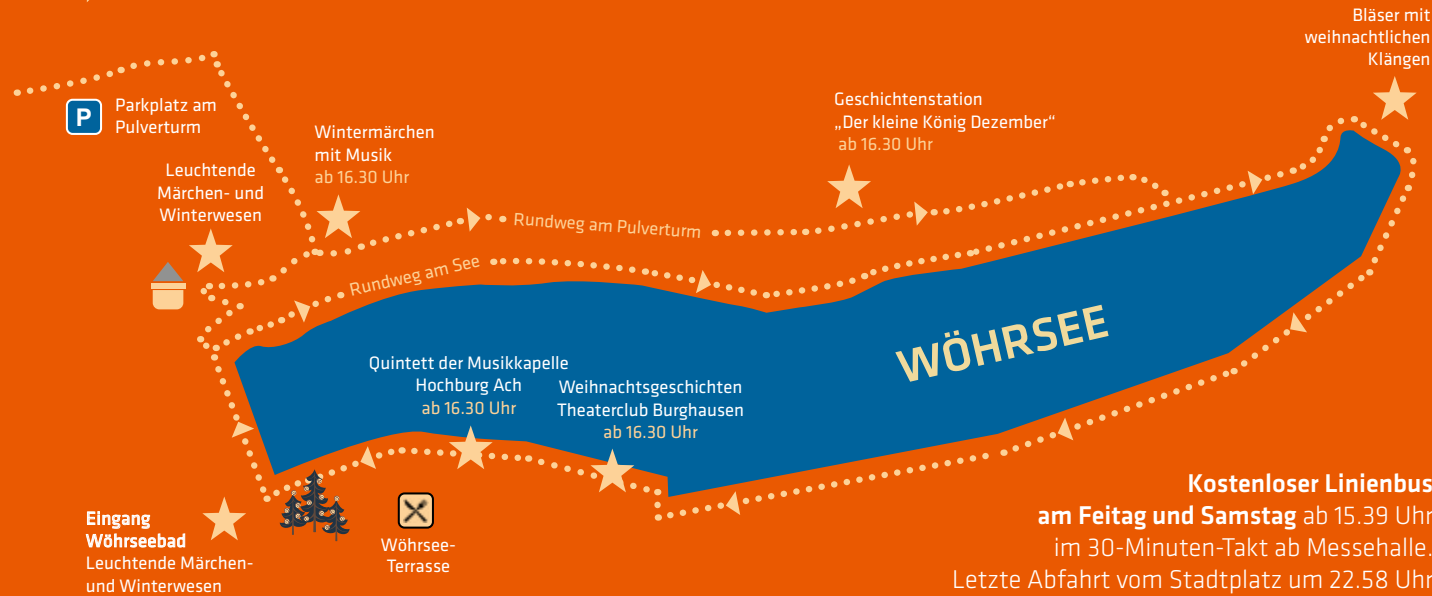 Bläser mit
weihnachtlichen
Klängen
P
Parkplatz am
Pulverturm
Geschichtenstation
„Der kleine König Dezember“
ab 16.30 Uhr
Wintermärchen
mit Musik
ab 16.30 Uhr
Leuchtende
Märchen- und
Winterwesen
Rundweg am Pulverturm
Rundweg am See
WÖHRSEE
Quintett der Musikkapelle
Hochburg Ach
ab 16.30 Uhr
Weihnachtsgeschichten
Theaterclub Burghausen
ab 16.30 Uhr
Eingang
Wöhrseebad
Leuchtende Märchen-
und Winterwesen
Wöhrsee-
Terrasse
Kostenloser Linienbus
am Feitag und Samstag ab 15.39 Uhr
im 30-Minuten-Takt ab Messehalle.
Letzte Abfahrt vom Stadtplatz um 22.58 Uhr